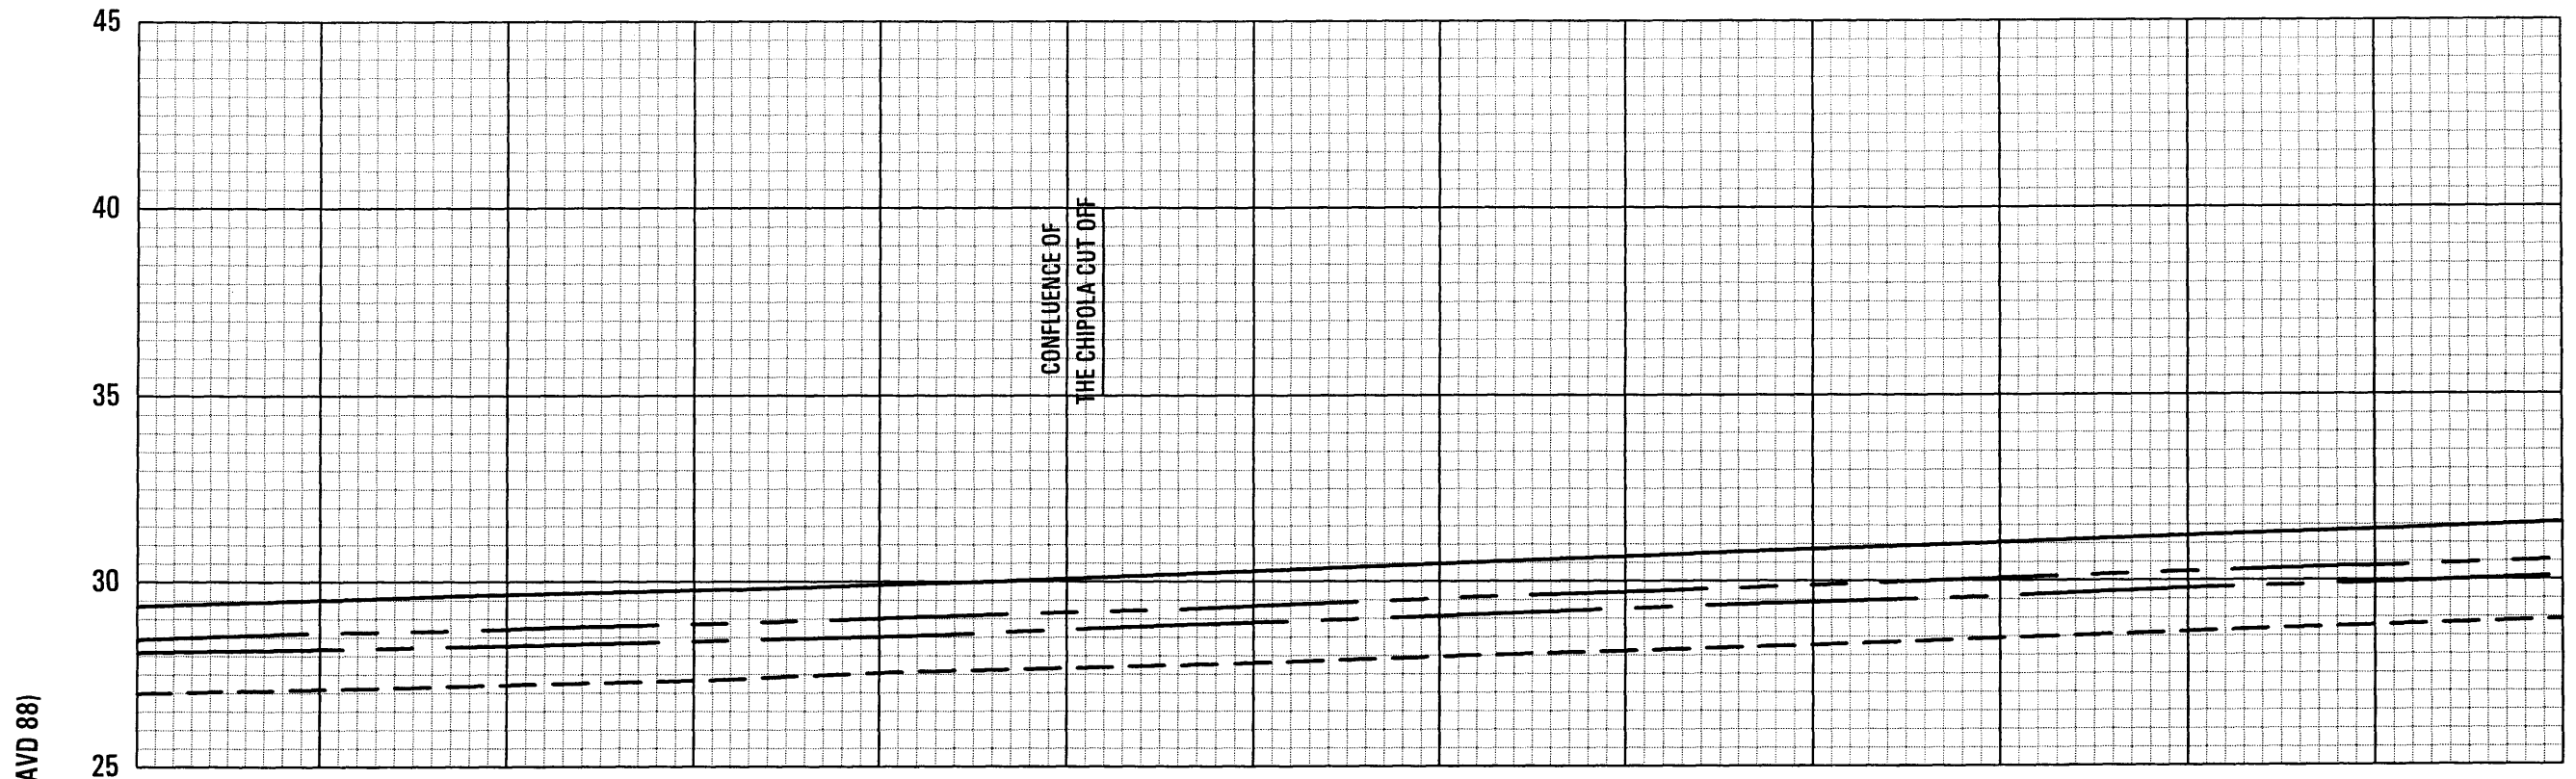 45
40
35
30
25
CONFLUENCE OF
THE CHIPOLA CUT OFF
AVD 88)